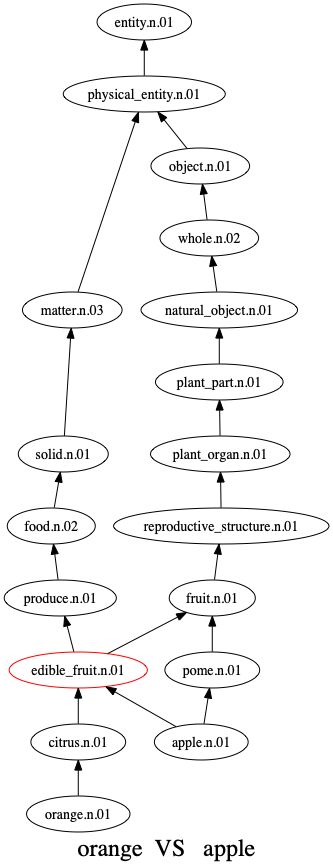 entity.n.01
physical_entity.n.01
object.n.01
whole.n.02
matter.n.03
natural_object.n.01
plant_part.n.01
solid.n.01
plant_organ.n.01
food.n.02
reproductive_structure.n.01
produce.n.01
fruit.n.01
edible_fruit.n.01
pome.n.01
citrus.n.01
apple.n.01
orange.n.01
orange VS apple